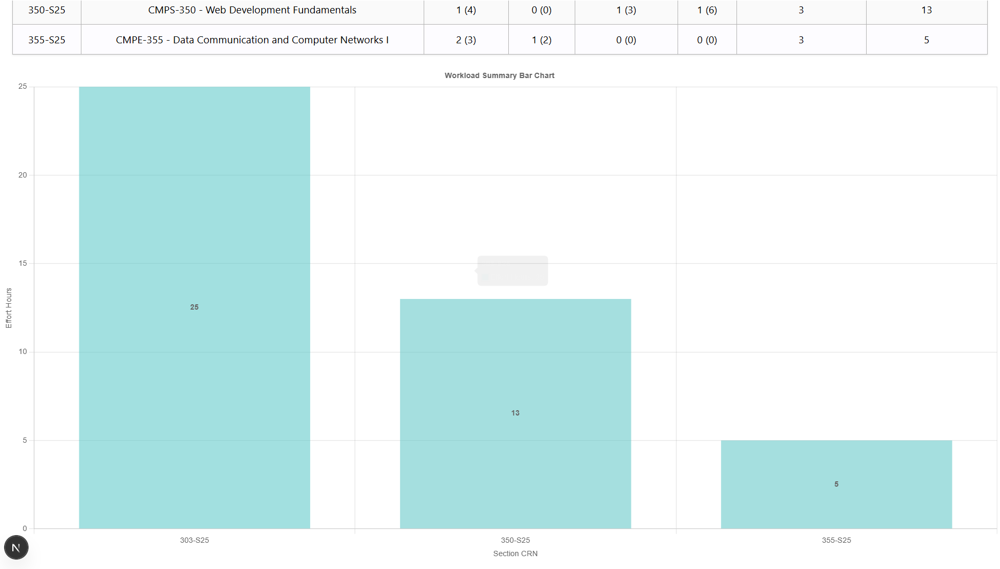 350-S25 CMPS-350 - Web Development Fundamentals 1 (4) 0 (0) 1 (3) 1 (6) 3 13
355-S25 CMPE-355 - Data Communication and Computer Networks I 2 (3) 1 (2) 0 (0) 0 (0) 3 5
Workload Summary Bar Chart
25
20
15
10
5
0
Effort Hours
25
13
5
303-S25 350-S25 355-S25
Section CRN
N